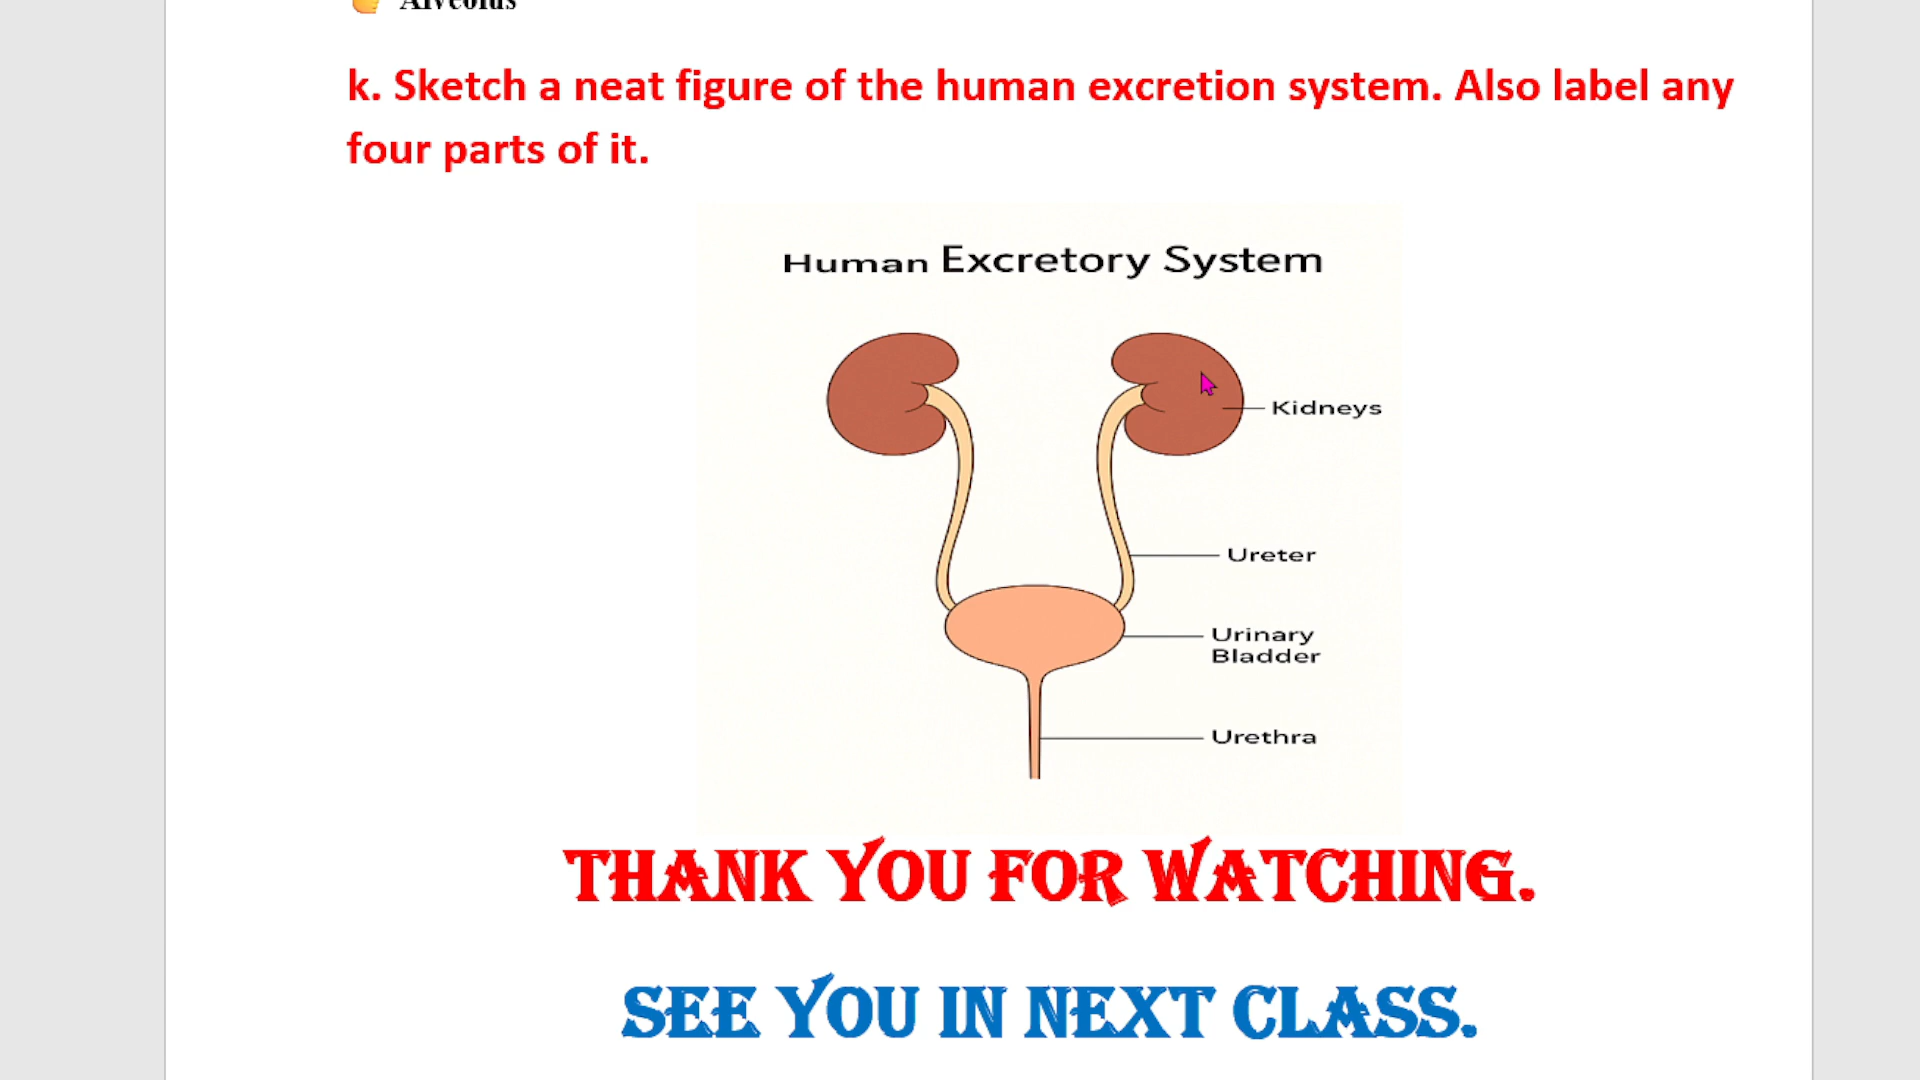 Alveolus
k. Sketch a neat figure of the human excretion system. Also label any
four parts of it.
Human Excretory System
Kidneys
Ureter
Urinary
Bladder
Urethra
THANK YOU FOR WATCHING.
SEE YOU IN NEXT CLASS.